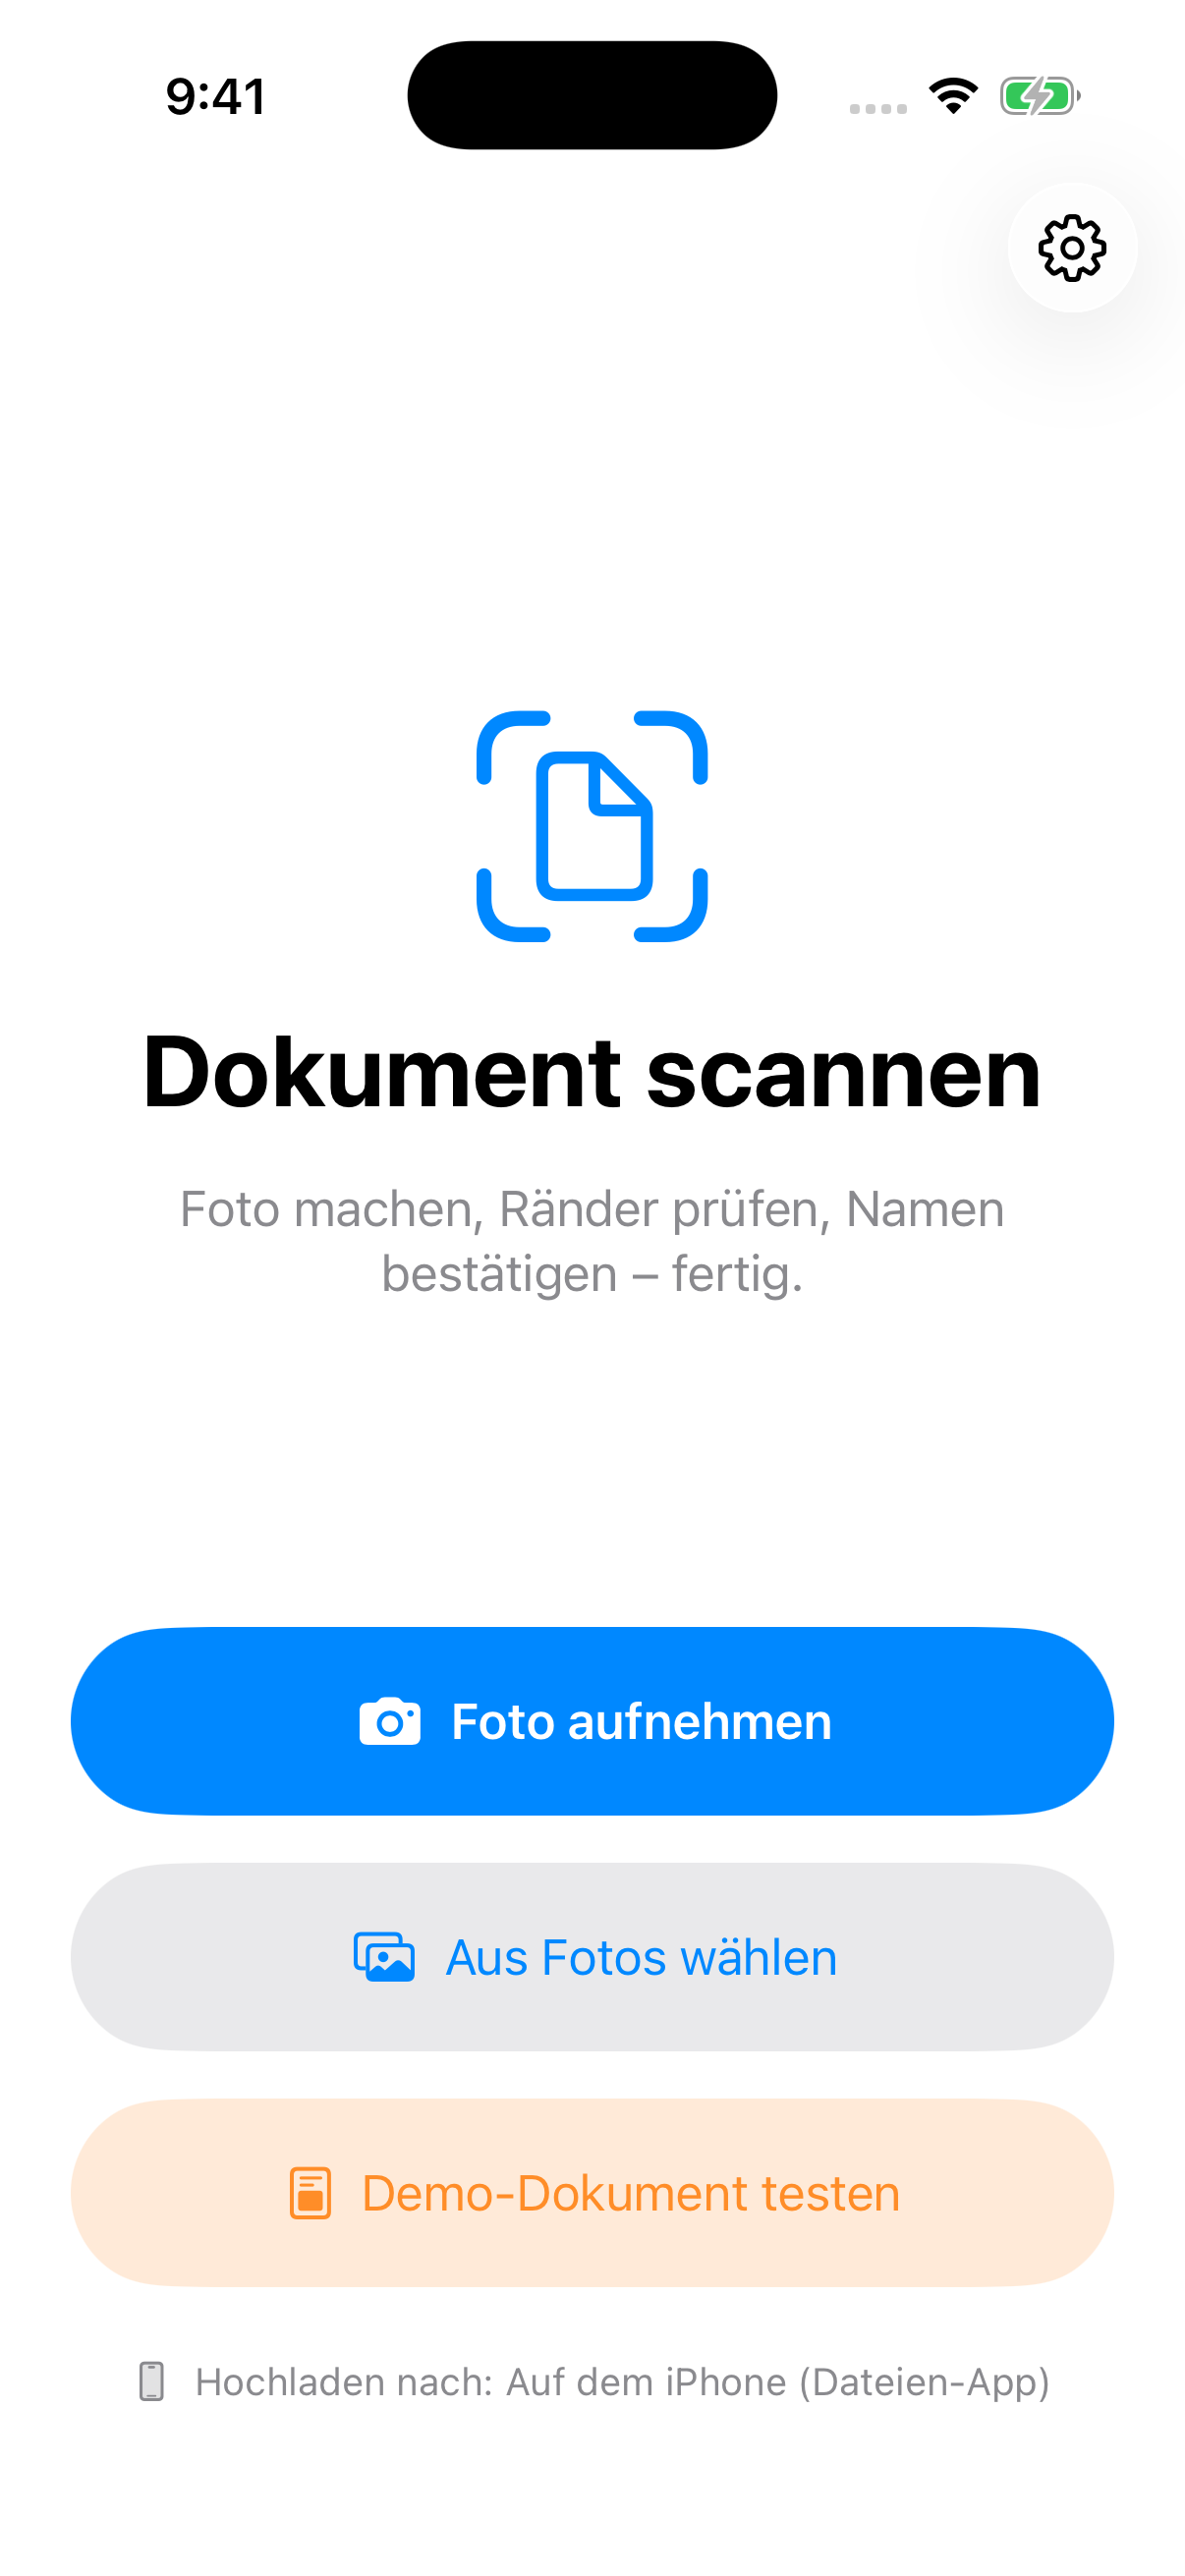 9:41
Dokument scannen
Foto machen, Ränder prüfen, Namen
bestätigen – fertig.
Foto aufnehmen
Aus Fotos wählen
Demo-Dokument testen
Hochladen nach: Auf dem iPhone (Dateien-App)